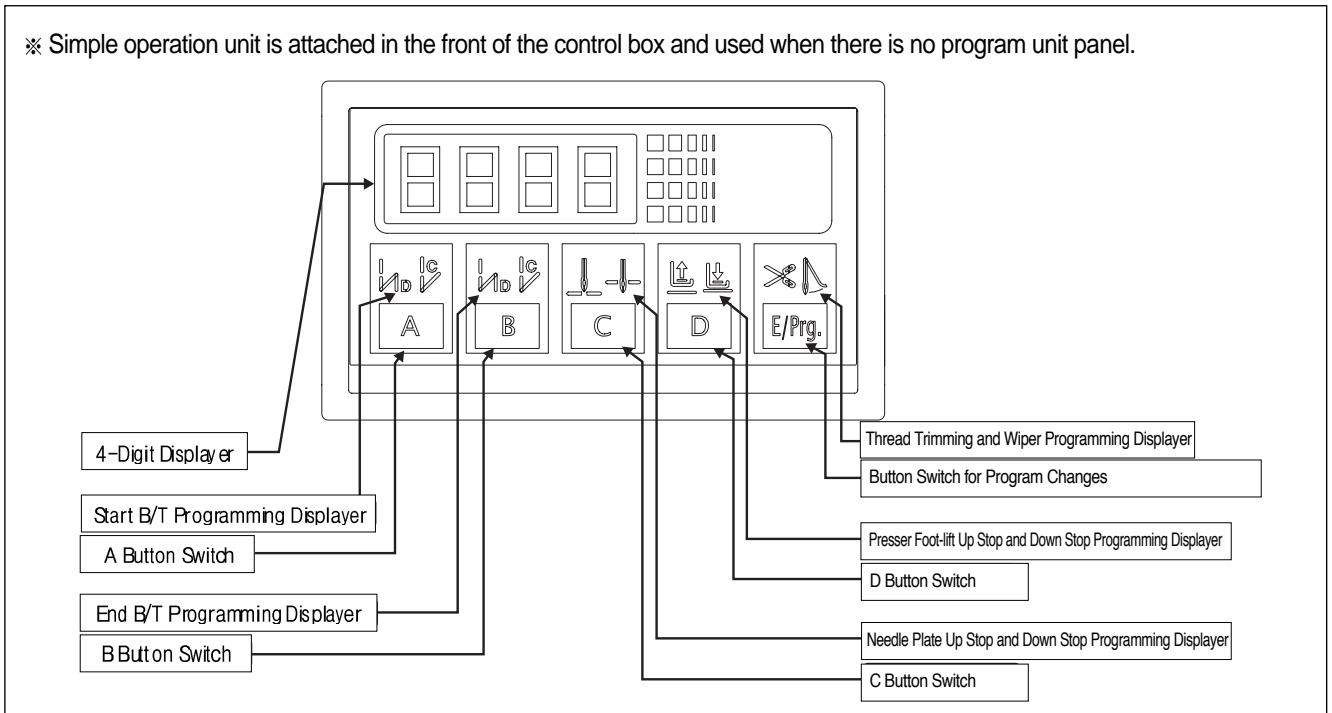 ※ Simple operation unit is attached in the front of the control box and used when there is no program unit panel.
I D I C
I D I C
A
B
C
D
E/Prg.
4-Digit Displayer
Start B/T Programming Displayer
A Button Switch
End B/T Programming Displayer
B Button Switch
Thread Trimming and Wiper Programming Displayer
Button Switch for Program Changes
Presser Foot-lift Up Stop and Down Stop Programming Displayer
D Button Switch
Needle Plate Up Stop and Down Stop Programming Displayer
C Button Switch